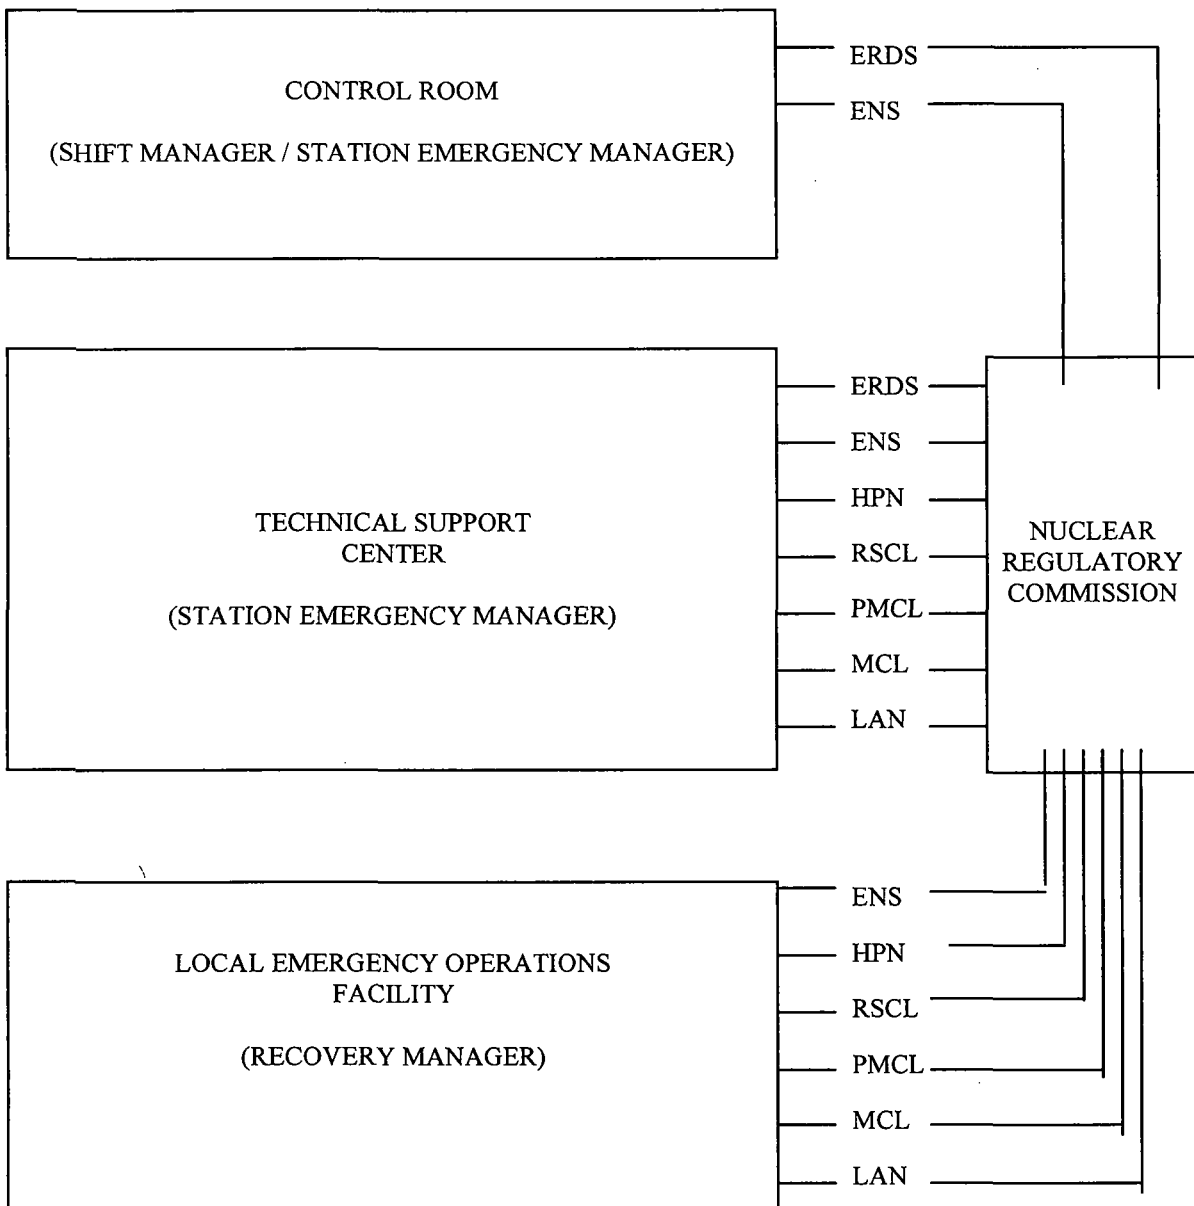 CONTROL ROOM
(SHIFT MANAGER / STATION EMERGENCY MANAGER)
ERDS
ENS
TECHNICAL SUPPORT
CENTER
(STATION EMERGENCY MANAGER)
ERDS
ENS
HPN
RSCL
PMCL
MCL
LAN
NUCLEAR
REGULATORY
COMMISSION
LOCAL EMERGENCY OPERATIONS
FACILITY
(RECOVERY MANAGER)
ENS
HPN
RSCL
PMCL
MCL
LAN